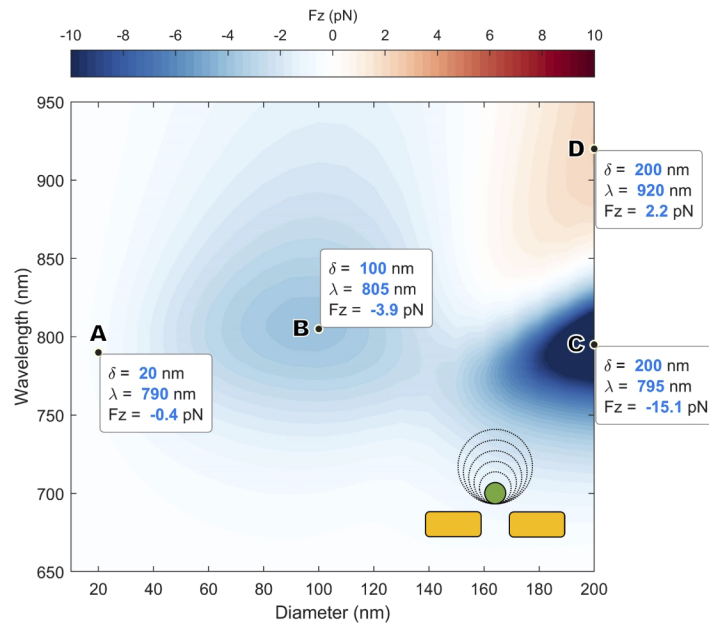 Fz (pN)
-10 -8 -6 -4 -2 0 2 4 6 8 10
950
900
850
800
750
700
650
Wavelength (nm)
D
δ = 200 nm
λ = 920 nm
Fz = 2.2 pN
B
δ = 100 nm
λ = 805 nm
Fz = -3.9 pN
A
δ = 20 nm
λ = 790 nm
Fz = -0.4 pN
C
δ = 200 nm
λ = 795 nm
Fz = -15.1 pN
20 40 60 80 100 120 140 160 180 200
Diameter (nm)